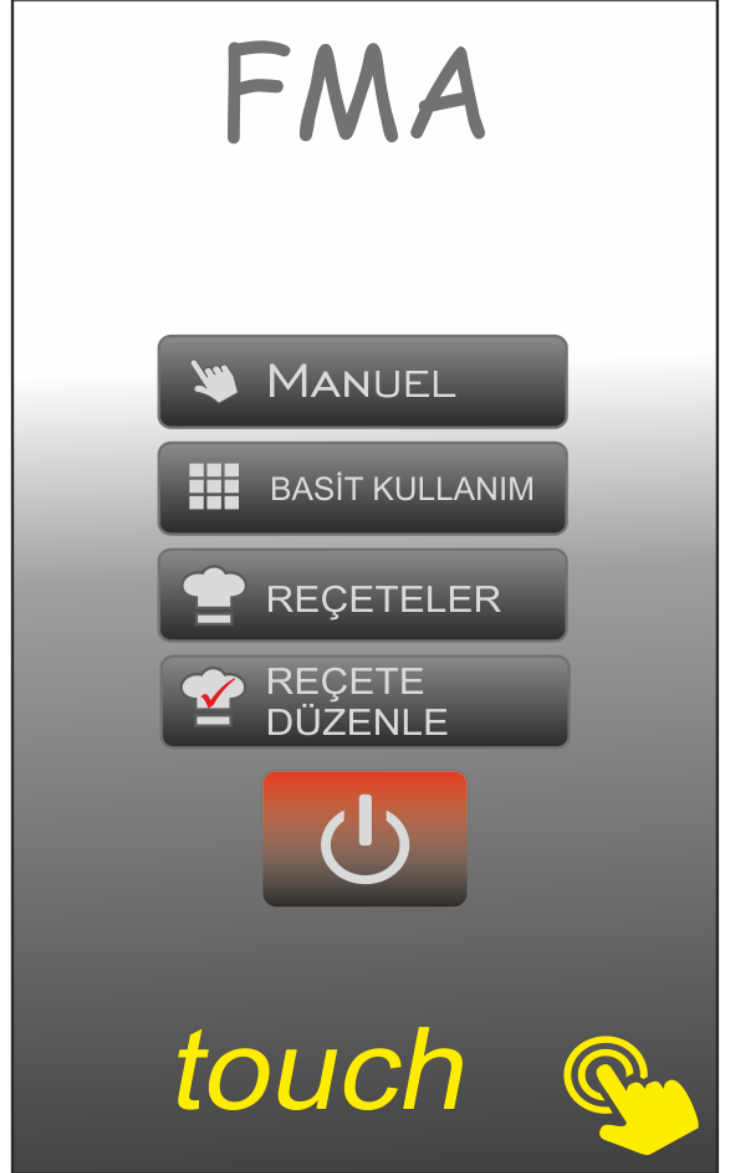 FMA
MANUEL
BASİT KULLANIM
REÇETELER
REÇETE
DÜZENLE
touch